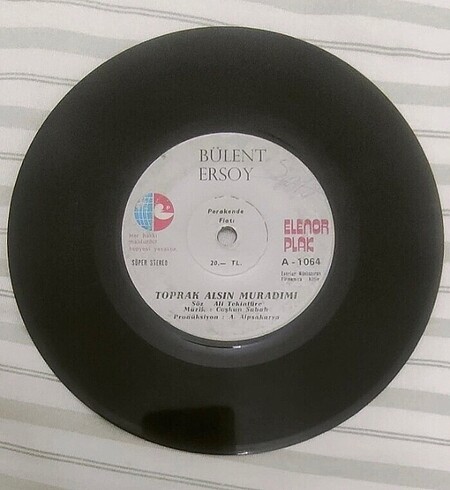 BÜLENT
ERSOY
Perakende
Fiatı
ELENOR
PLAK
SÜPER STEREO
20.— TL.
A - 1064
TOPRAK ALSIN MURADIMI
Söz : Ali Tekintüre
Müzik : Coşkun Sabah
Prodüksiyon : A. Alpsakarya